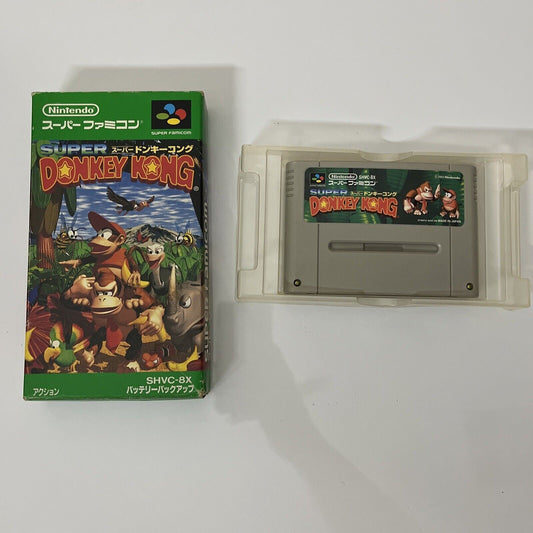 Nintendo
スーパーファミコン
SUPER FAMICOM
SUPER スーパードンキーコング
DONKEY KONG
SHVC-8X
アクション バッテリーバックアップ
Nintendo SHVC-8X
スーパーファミコン
SUPER スーパードンキーコング
DONKEY KONG
MADE IN JAPAN